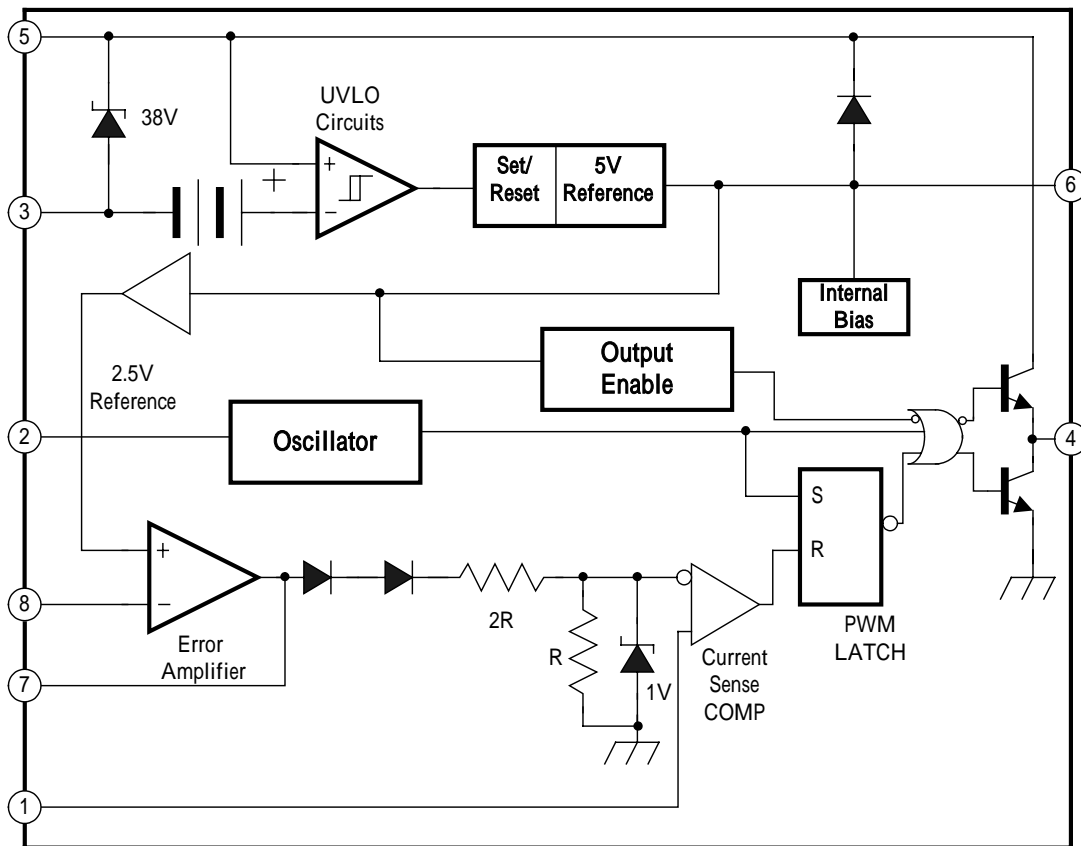 5
38V
UVLO
Circuits
+
+
−
Set/
Reset
5V
Reference
6
3
Internal
Bias
2.5V
Reference
Output
Enable
2
Oscillator
4
S
R
+
−
8
Error
Amplifier
7
2R
R
1V
Current
Sense
COMP
PWM
LATCH
1